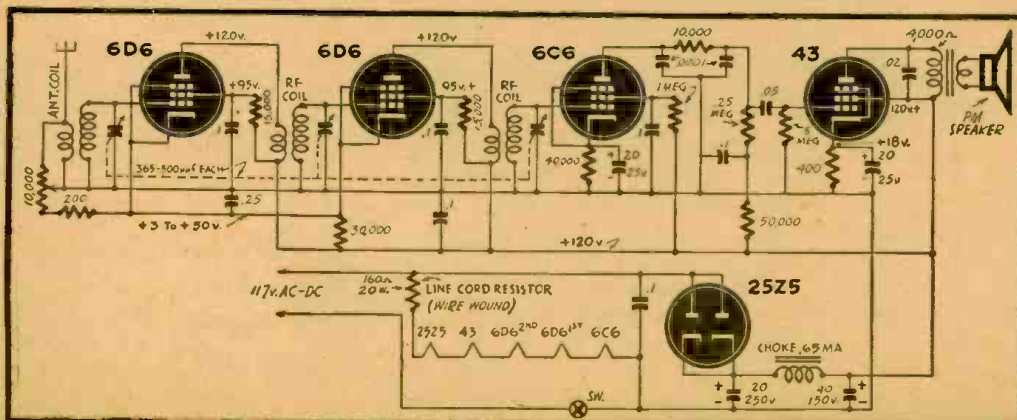 6D6
6D6
6C6
43
+120v.
+120v
10,000
4000Ω
.0001
.02
ANT. COIL
+95v.
15,000
RF COIL
95v.+
15,000
RF COIL
1 MEG
.05
.25 MEG
.5 MEG
120v+
PM SPEAKER
.1
.1
.1
.1
+18v.
365-500μμf EACH
40,000
20
25v
400
20
25v
10,000
200
.25
.1
50,000
+3 To +50v.
30,000
+120v
117v. AC-DC
160Ω
20 W.
LINE CORD RESISTOR
(WIRE WOUND)
.1
25Z5
25Z5 43 6D6 2ND 6D6 1ST 6C6
CHOKE, 65 MA
SW.
+
-
20
250v
40
150v.
+
-